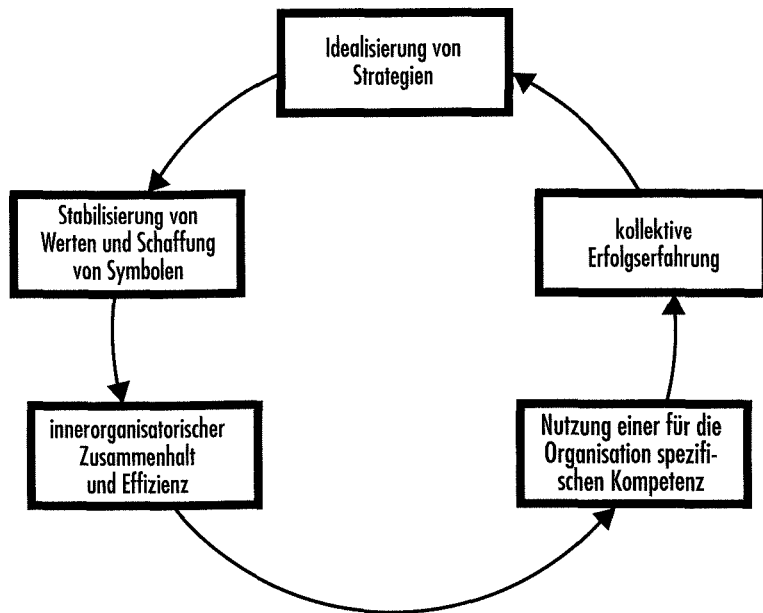 Idealisierung von
Strategien
Stabilisierung von
Werten und Schaffung
von Symbolen
kollektive
Erfolgserfahrung
innerorganisatorischer
Zusammenhalt
und Effizienz
Nutzung einer für die
Organisation spezifi-
schen Kompetenz